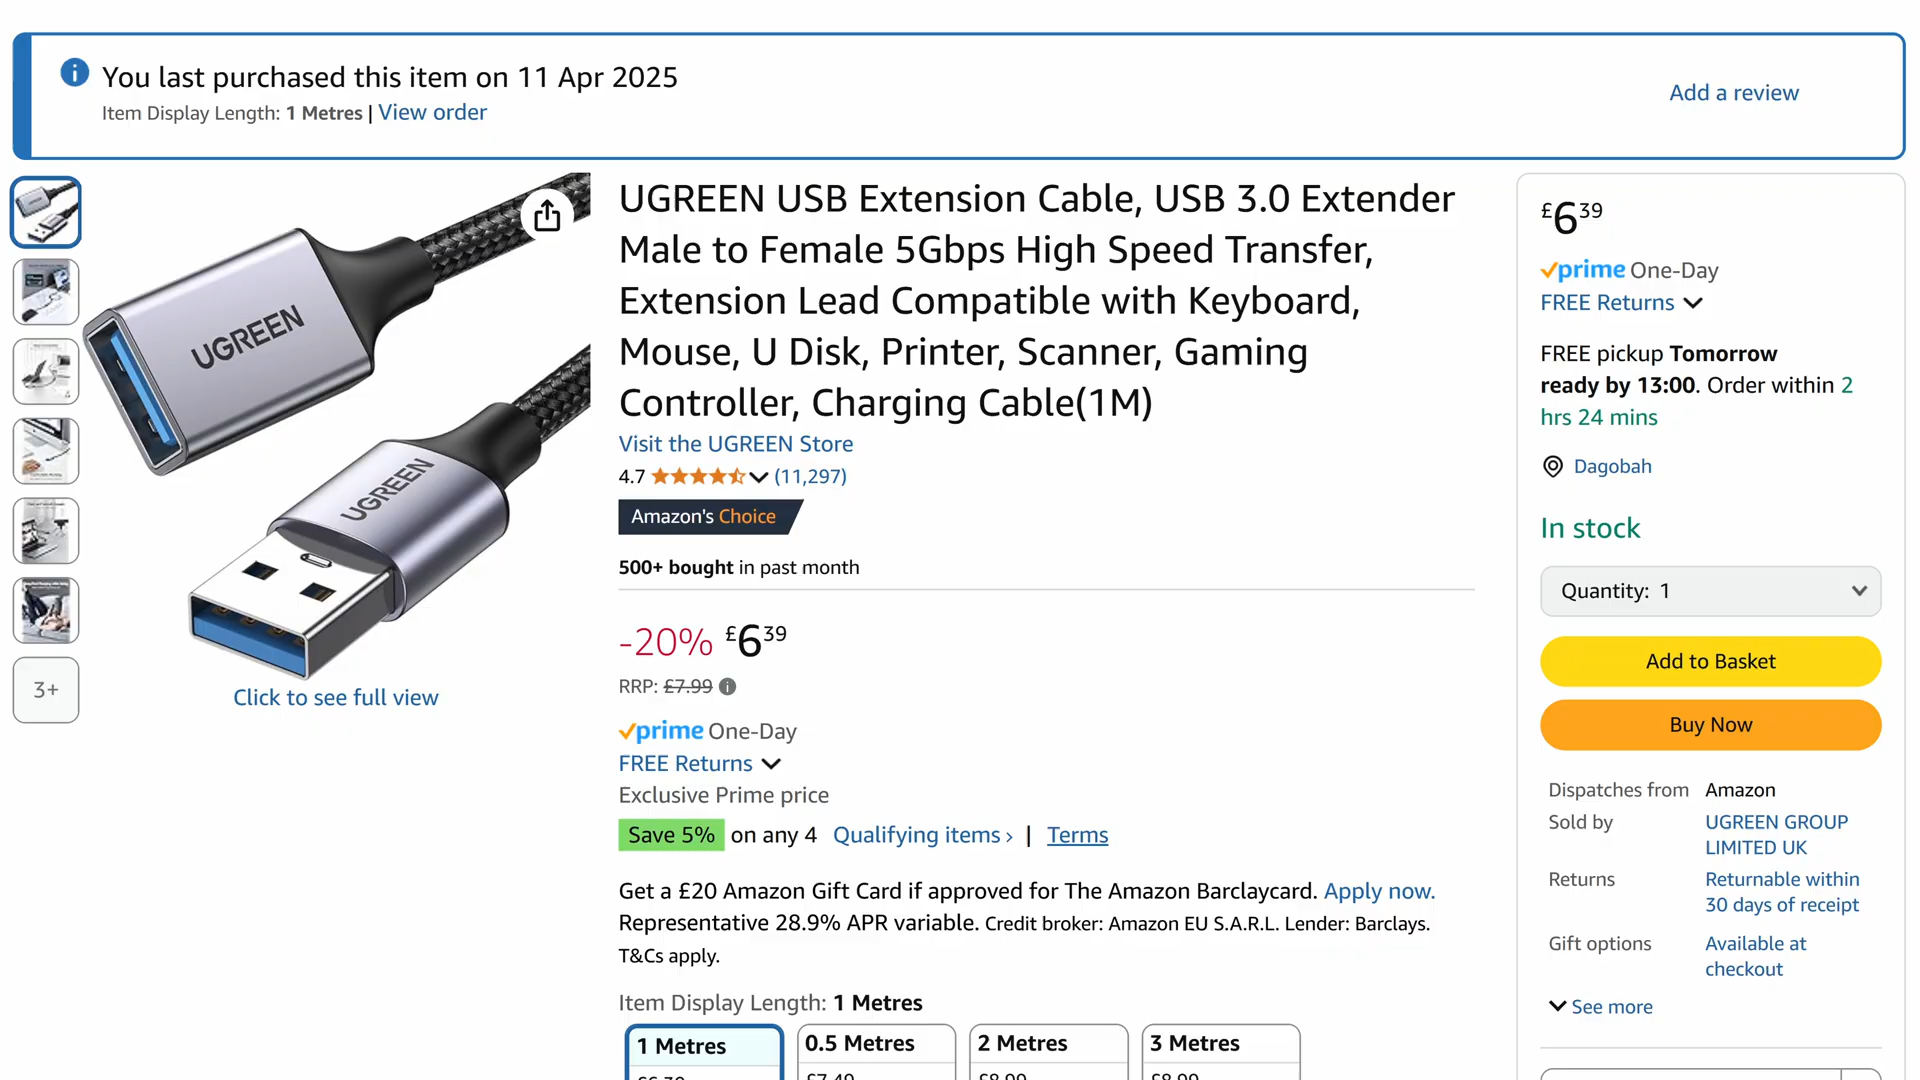 You last purchased this item on 11 Apr 2025
Item Display Length: 1 Metres | View order
Add a review
UGREEN
UGREEN
3+
Click to see full view
UGREEN USB Extension Cable, USB 3.0 Extender
Male to Female 5Gbps High Speed Transfer,
Extension Lead Compatible with Keyboard,
Mouse, U Disk, Printer, Scanner, Gaming
Controller, Charging Cable(1M)
Visit the UGREEN Store
4.7 (11,297)
Amazon's Choice
500+ bought in past month
-20% £6 39
RRP: £7.99
prime One-Day
FREE Returns
Exclusive Prime price
Save 5% on any 4 Qualifying items › | Terms
Get a £20 Amazon Gift Card if approved for The Amazon Barclaycard. Apply now.
Representative 28.9% APR variable. Credit broker: Amazon EU S.A.R.L. Lender: Barclays.
T&Cs apply.
Item Display Length: 1 Metres
1 Metres
0.5 Metres
2 Metres
3 Metres
£6 39
prime One-Day
FREE Returns
FREE pickup Tomorrow
ready by 13:00. Order within 2
hrs 24 mins
Dagobah
In stock
Quantity: 1
Add to Basket
Buy Now
Dispatches from Amazon
Sold by UGREEN GROUP
LIMITED UK
Returns Returnable within
30 days of receipt
Gift options Available at
checkout
See more